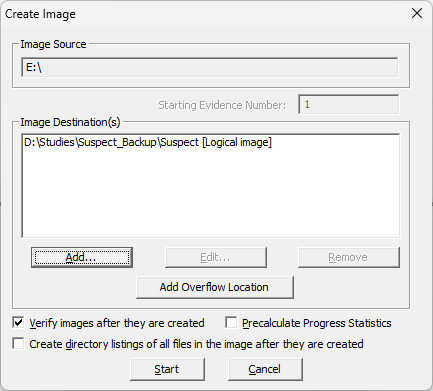 Create Image
Image Source
E:\
Starting Evidence Number: 1
Image Destination(s)
D:\Studies\Suspect_Backup\Suspect [Logical image]
Add... Edit... Remove
Add Overflow Location
Verify images after they are created Precalculate Progress Statistics
Create directory listings of all files in the image after they are created
Start Cancel